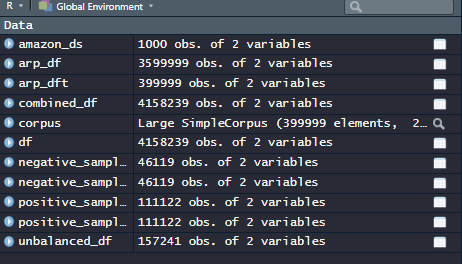 R Global Environment
Data
amazon_ds 1000 obs. of 2 variables
arp_df 3599999 obs. of 2 variables
arp_dft 399999 obs. of 2 variables
combined_df 4158239 obs. of 2 variables
corpus Large SimpleCorpus (399999 elements, 2…
df 4158239 obs. of 2 variables
negative_sampl… 46119 obs. of 2 variables
negative_sampl… 46119 obs. of 2 variables
positive_sampl… 111122 obs. of 2 variables
positive_sampl… 111122 obs. of 2 variables
unbalanced_df 157241 obs. of 2 variables